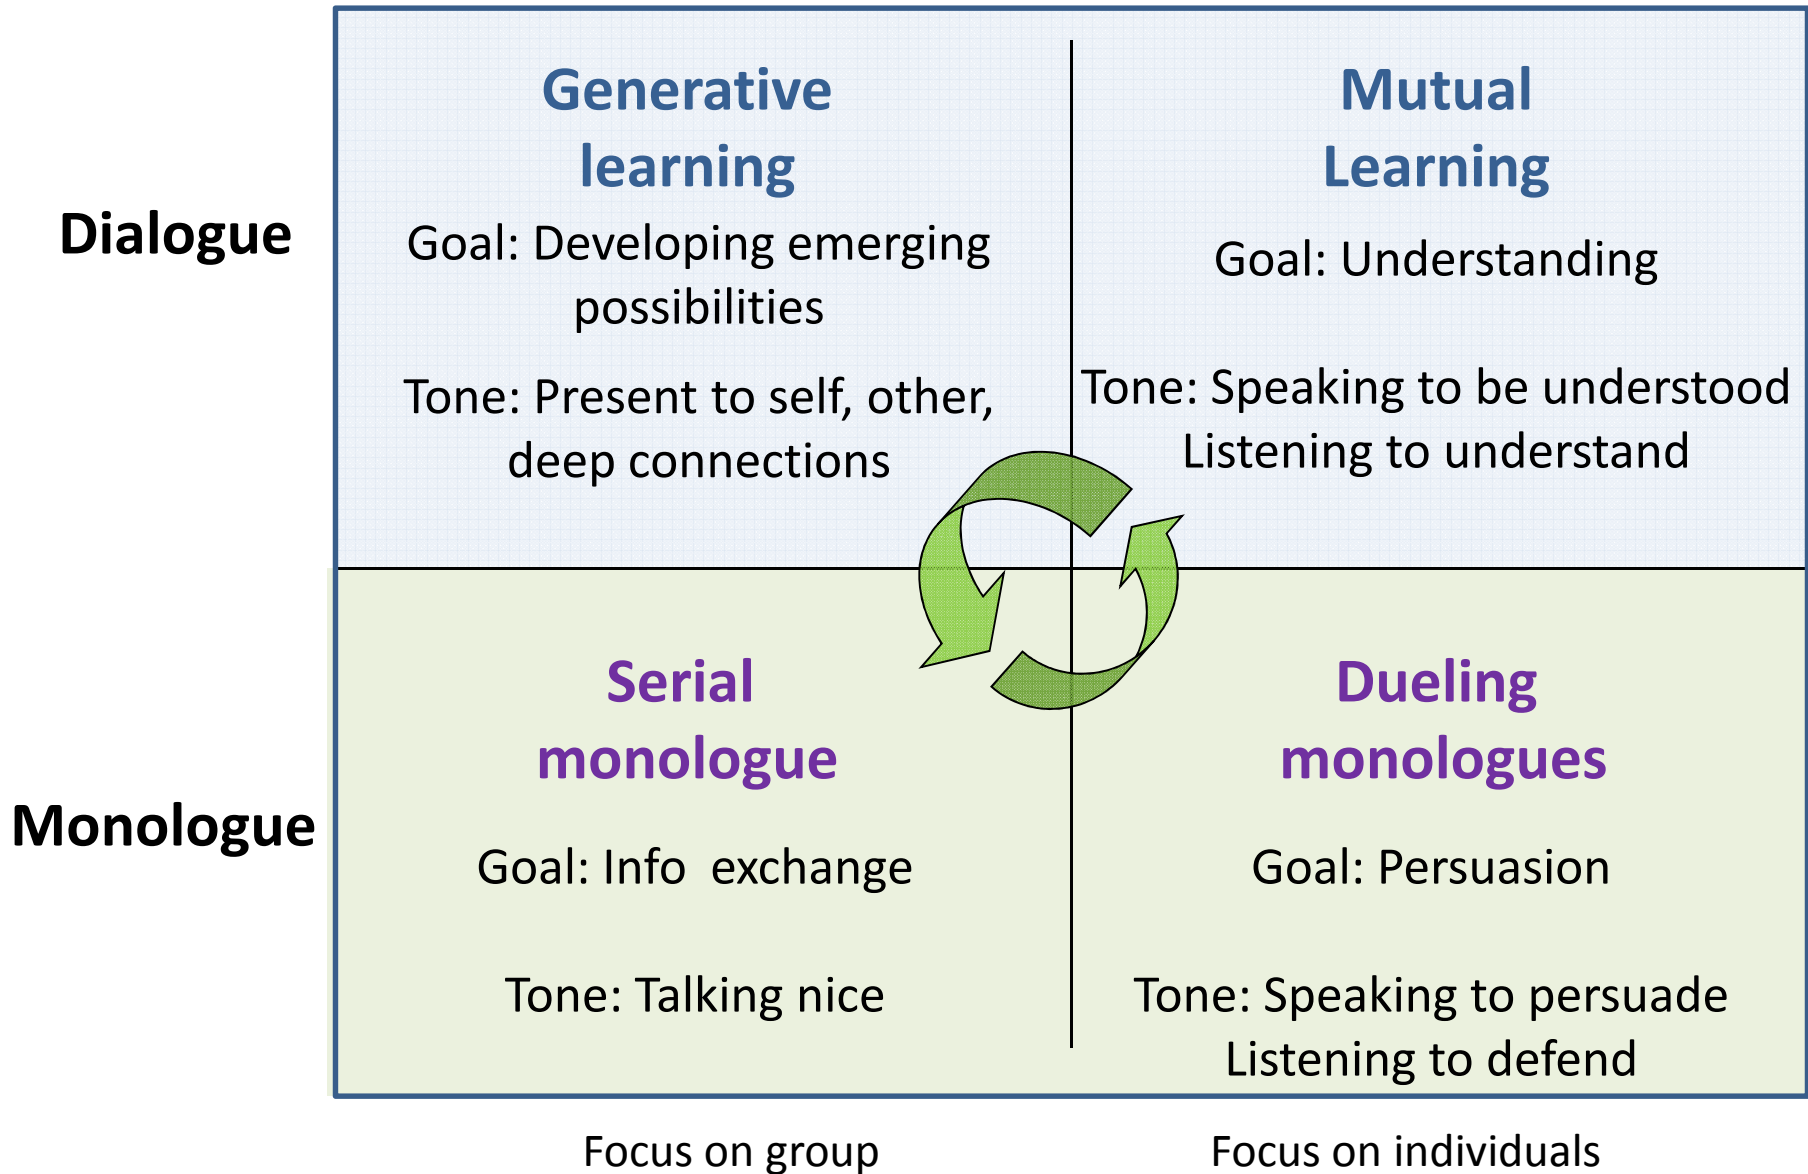 Dialogue
Generative
learning
Goal: Developing emerging
possibilities
Tone: Present to self, other,
deep connections
Mutual
Learning
Goal: Understanding
Tone: Speaking to be understood
Listening to understand
Monologue
Serial
monologue
Goal: Info  exchange
Tone: Talking nice
Dueling
monologues
Goal: Persuasion
Tone: Speaking to persuade
Listening to defend
Focus on group
Focus on individuals